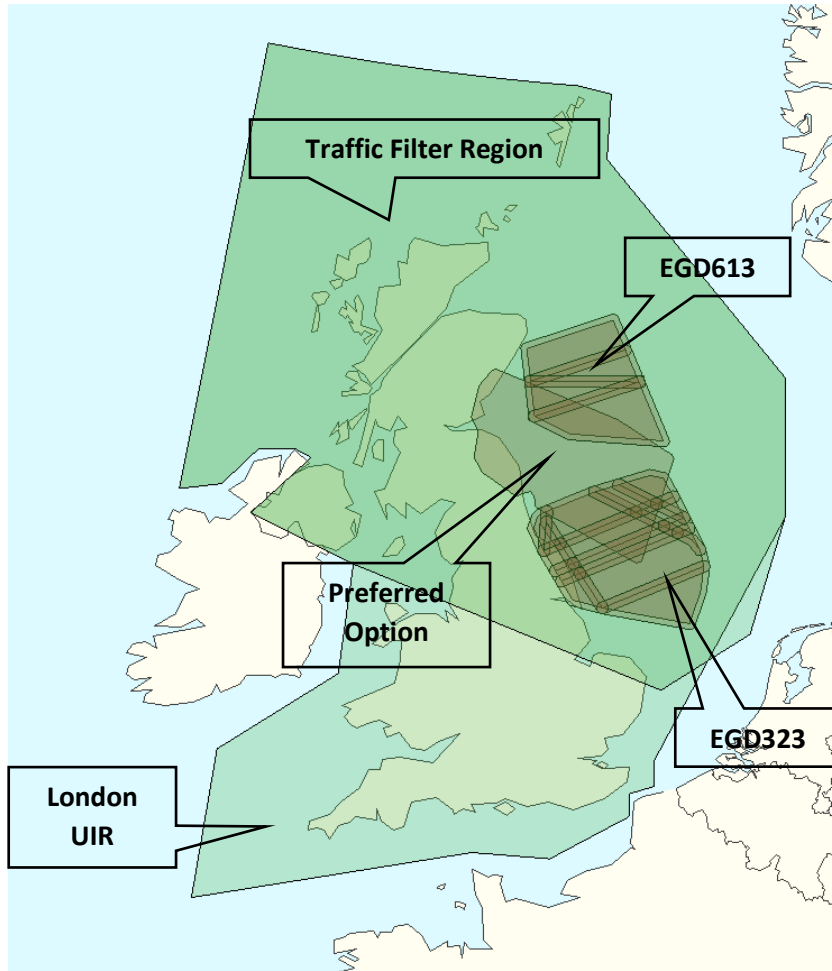 Traffic Filter Region
EGD613
Preferred
Option
EGD323
London
UIR